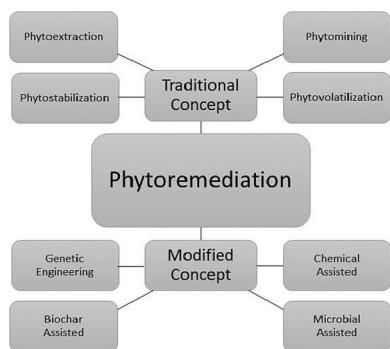 Phytoextraction
Phytomining
Traditional
Concept
Phytostabilization
Phytovolatilization
Phytoremediation
Genetic
Engineering
Modified
Concept
Chemical
Assisted
Biochar
Assisted
Microbial
Assisted